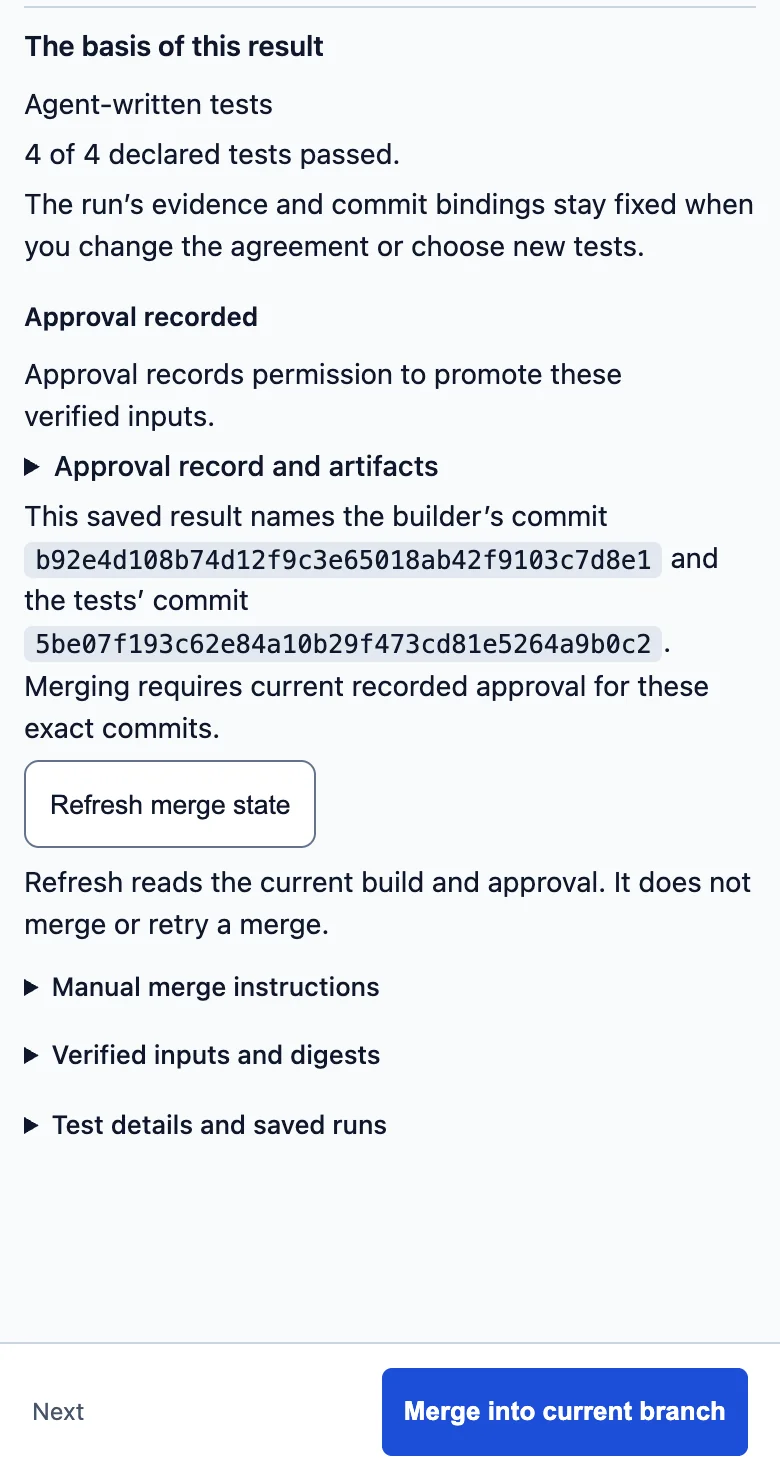 The basis of this result
Agent-written tests
4 of 4 declared tests passed.
The run’s evidence and commit bindings stay fixed when
you change the agreement or choose new tests.
Approval recorded
Approval records permission to promote these
verified inputs.
Approval record and artifacts
This saved result names the builder’s commit
b92e4d108b74d12f9c3e65018ab42f9103c7d8e1 and
the tests’ commit
5be07f193c62e84a10b29f473cd81e5264a9b0c2.
Merging requires current recorded approval for these
exact commits.
Refresh merge state
Refresh reads the current build and approval. It does not
merge or retry a merge.
Manual merge instructions
Verified inputs and digests
Test details and saved runs
Next
Merge into current branch